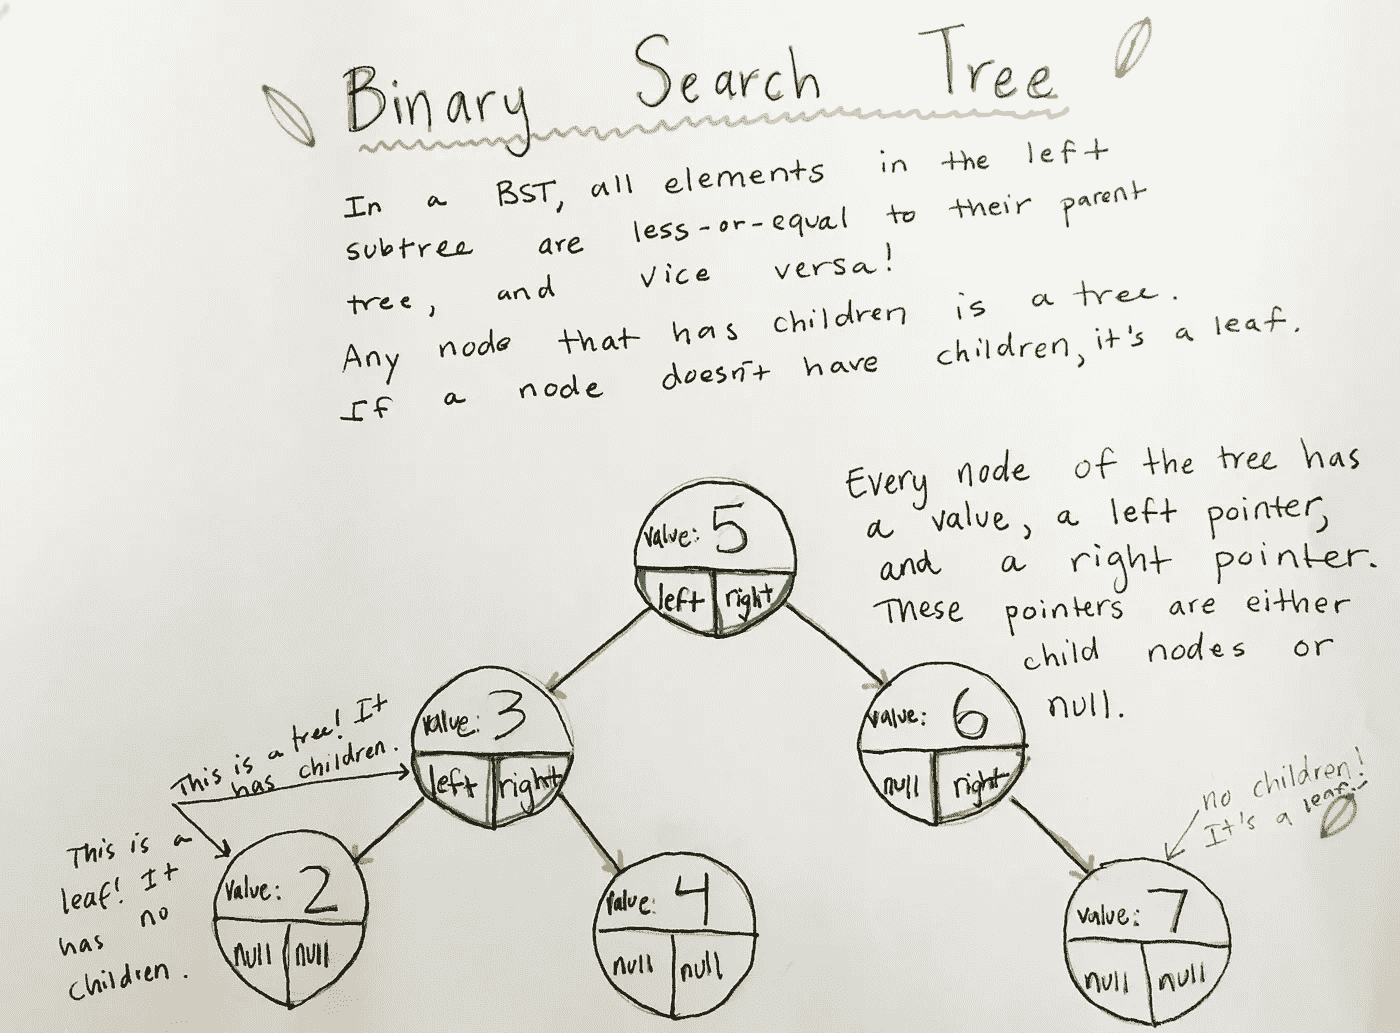 Binary Search Tree
In a BST, all elements in the left
subtree are less-or-equal to their parent
tree, and vice versa!
Any node that has children is a tree.
If a node doesn't have children, it's a leaf.
Every node of the tree has
a value, a left pointer,
and a right pointer.
These pointers are either
child nodes or
null.
value: 5
left right
value: 3
left right
value: 6
null right
This is a tree! It
has children.
This is a
leaf! It
has no
children.
value: 2
null null
value: 4
null null
no children!
It's a leaf.
value: 7
null null